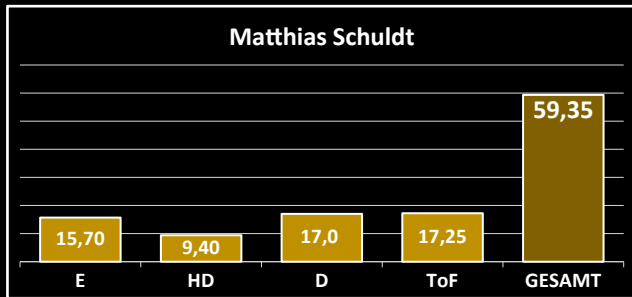 Matthias Schuldt
59,35
15,70 9,40 17,0 17,25
E HD D ToF GESAMT